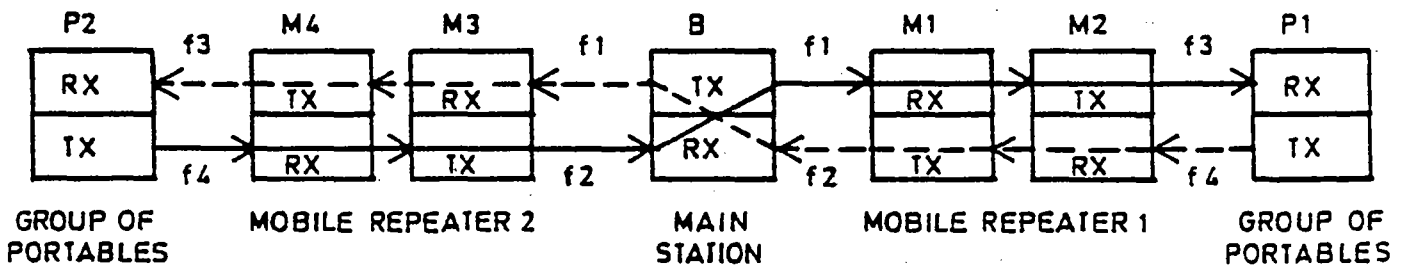 P2 M4 M3 B M1 M2 P1
f3 f1 f1 f3
RX TX RX TX RX TX RX
TX RX TX RX TX RX TX
f4 f2 f2 f4
GROUP OF PORTABLES
MOBILE REPEATER 2
MAIN STATION
MOBILE REPEATER 1
GROUP OF PORTABLES